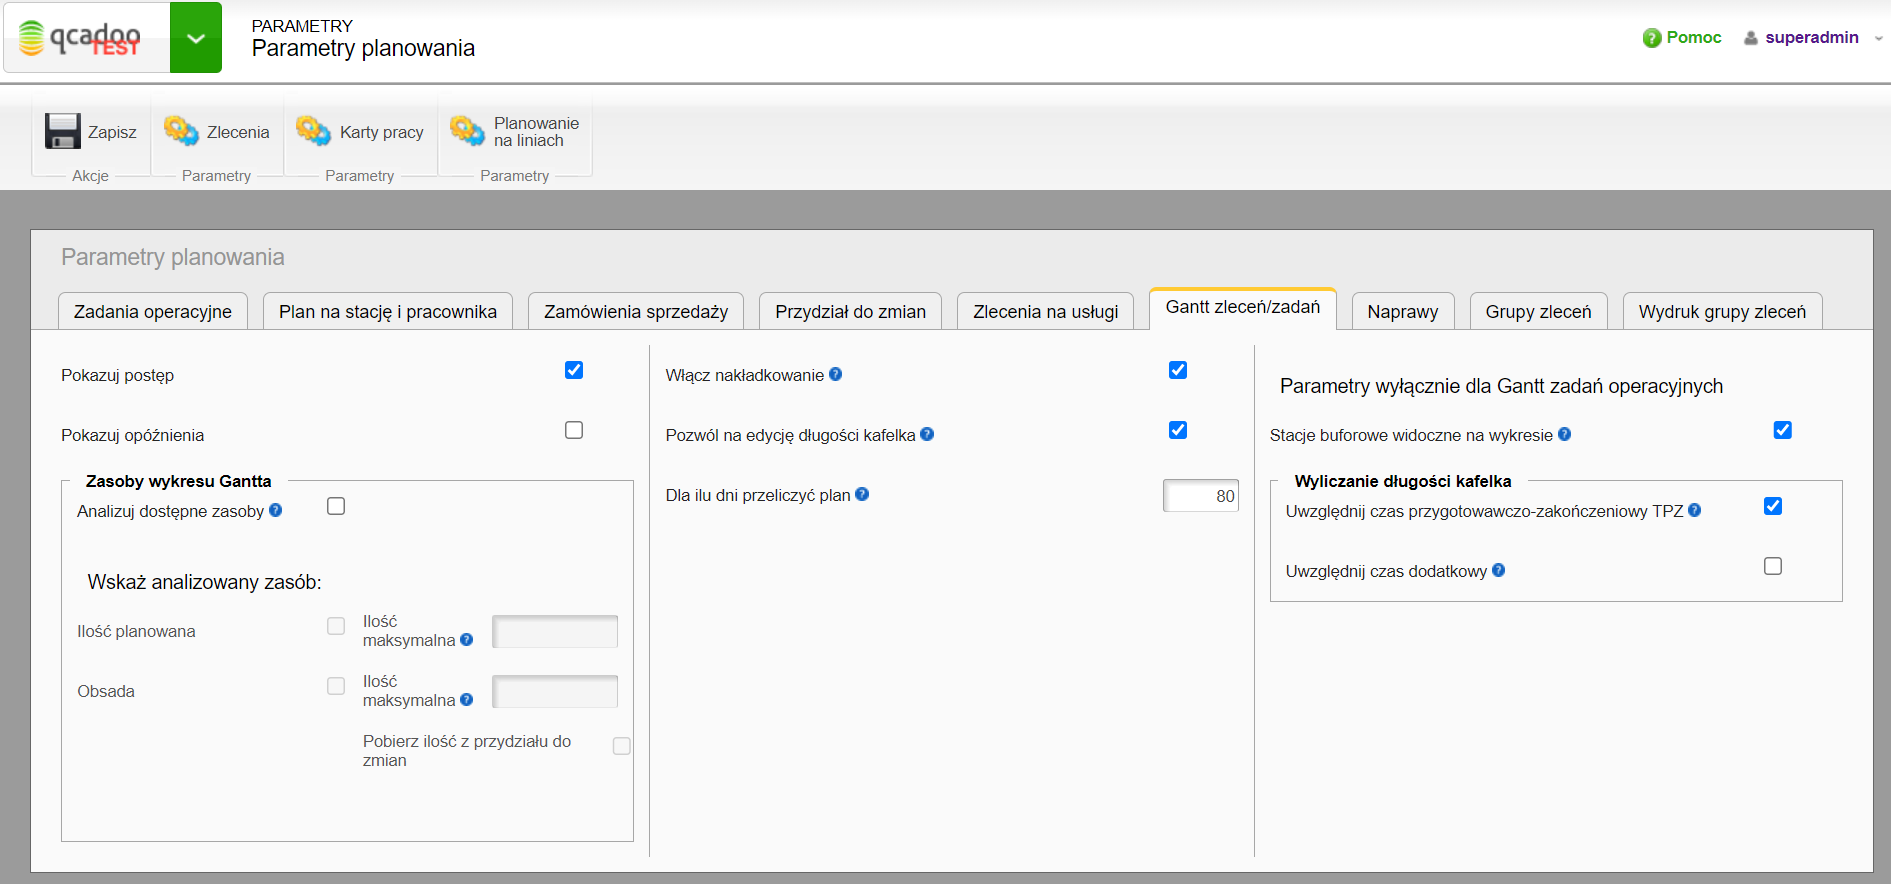 qcadoo
TEST
PARAMETRY
Parametry planowania
Pomoc
superadmin
Zapisz
Akcje
Zlecenia
Parametry
Karty pracy
Parametry
Planowanie
na liniach
Parametry
Parametry planowania
Zadania operacyjne
Plan na stację i pracownika
Zamówienia sprzedaży
Przydział do zmian
Zlecenia na usługi
Gantt zleceń/zadań
Naprawy
Grupy zleceń
Wydruk grupy zleceń
Pokazuj postęp
Pokazuj opóźnienia
Zasoby wykresu Gantta
Analizuj dostępne zasoby
Wskaż analizowany zasób:
Ilość planowana
Ilość
maksymalna
Obsada
Ilość
maksymalna
Pobierz ilość z przydziału do
zmian
Włącz nakładkowanie
Pozwól na edycję długości kafelka
Dla ilu dni przeliczyć plan
80
Parametry wyłącznie dla Gantt zadań operacyjnych
Stacje buforowe widoczne na wykresie
Wyliczanie długości kafelka
Uwzględnij czas przygotowawczo-zakończeniowy TPZ
Uwzględnij czas dodatkowy